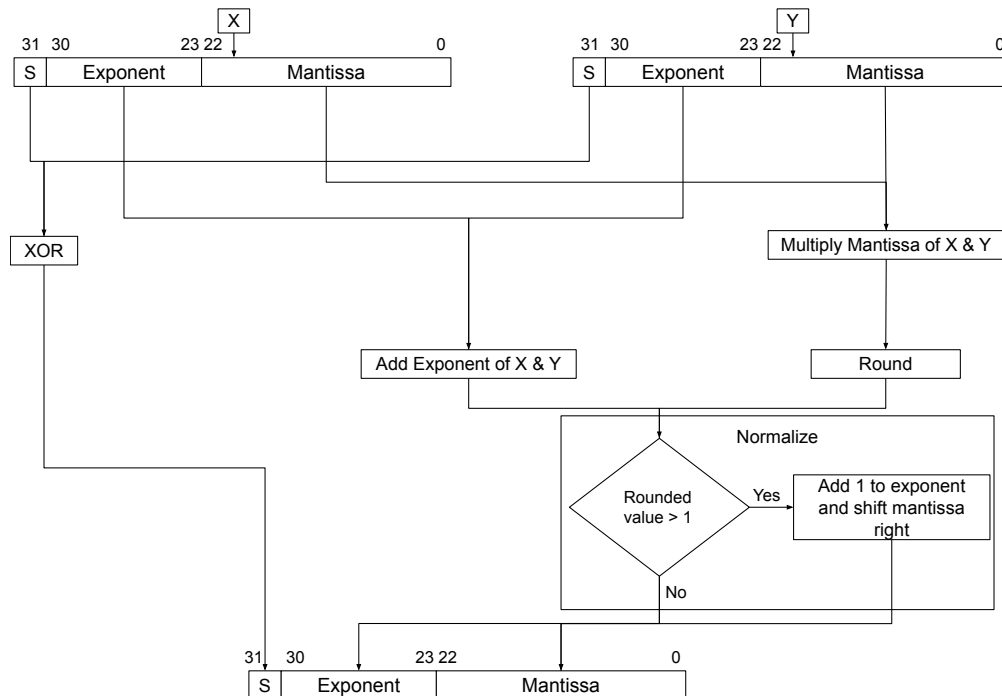 X
Y
31 30 23 22 0
31 30 23 22 0
S Exponent Mantissa
S Exponent Mantissa
XOR
Multiply Mantissa of X & Y
Add Exponent of X & Y
Round
Normalize
Rounded
value > 1
Yes
Add 1 to exponent
and shift mantissa
right
No
31 30 23 22 0
S Exponent Mantissa